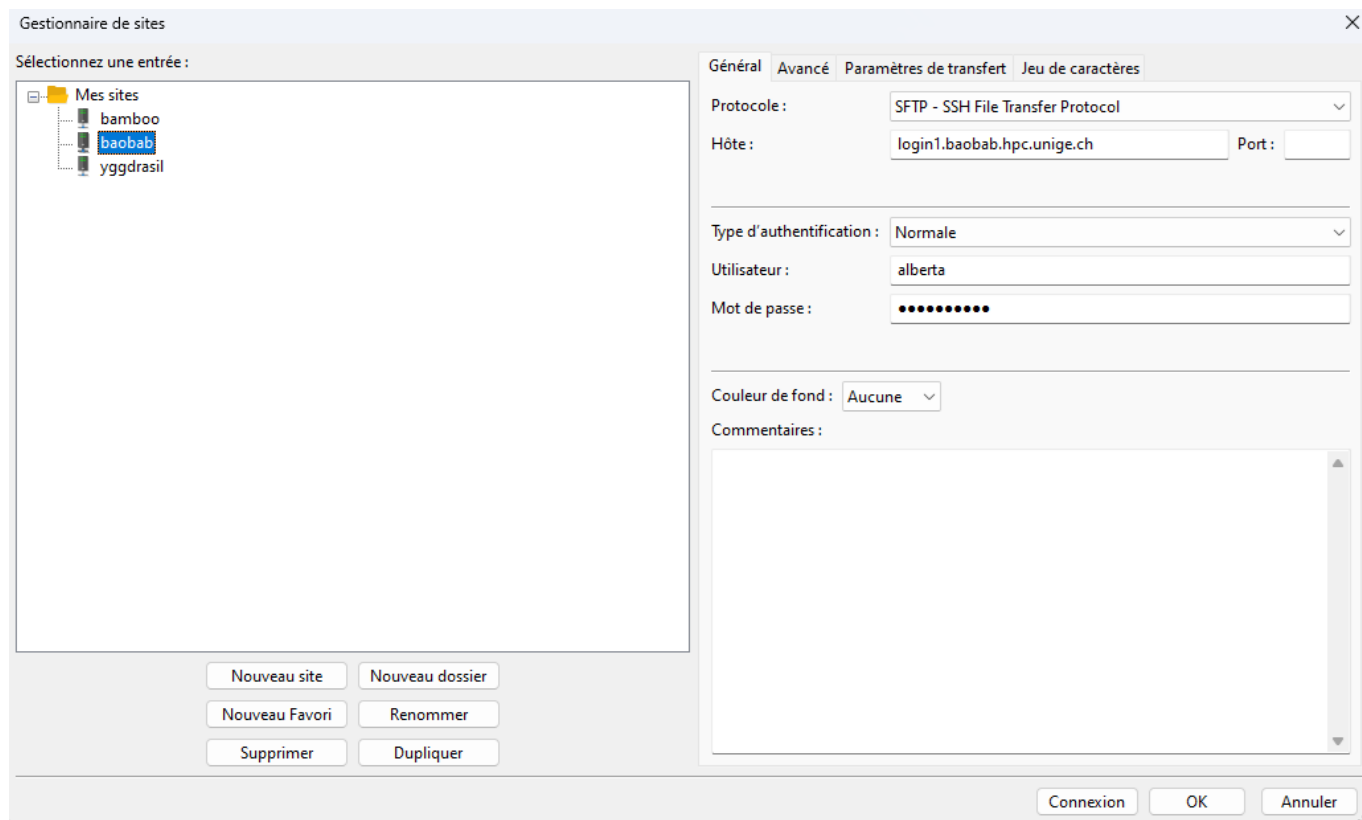 Gestionnaire de sites
Sélectionnez une entrée :
Mes sites
bamboo
baobab
yggdrasil
Nouveau site Nouveau dossier
Nouveau Favori Renommer
Supprimer Dupliquer
Général Avancé Paramètres de transfert Jeu de caractères
Protocole : SFTP - SSH File Transfer Protocol
Hôte : login1.baobab.hpc.unige.ch Port :
Type d'authentification : Normale
Utilisateur : alberta
Mot de passe : ●●●●●●●●●●
Couleur de fond : Aucune
Commentaires :
Connexion OK Annuler